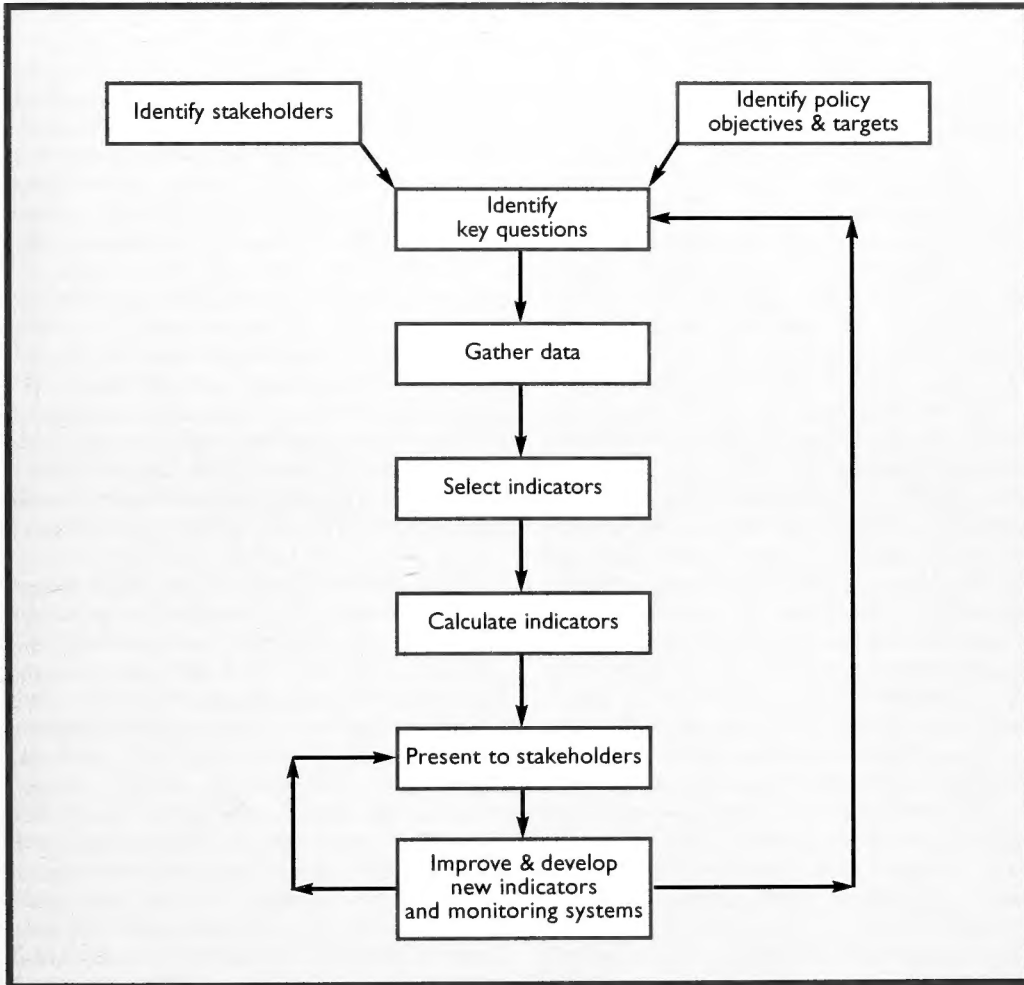 Identify stakeholders
Identify policy
objectives & targets
Identify
key questions
Gather data
Select indicators
Calculate indicators
Present to stakeholders
Improve & develop
new indicators
and monitoring systems